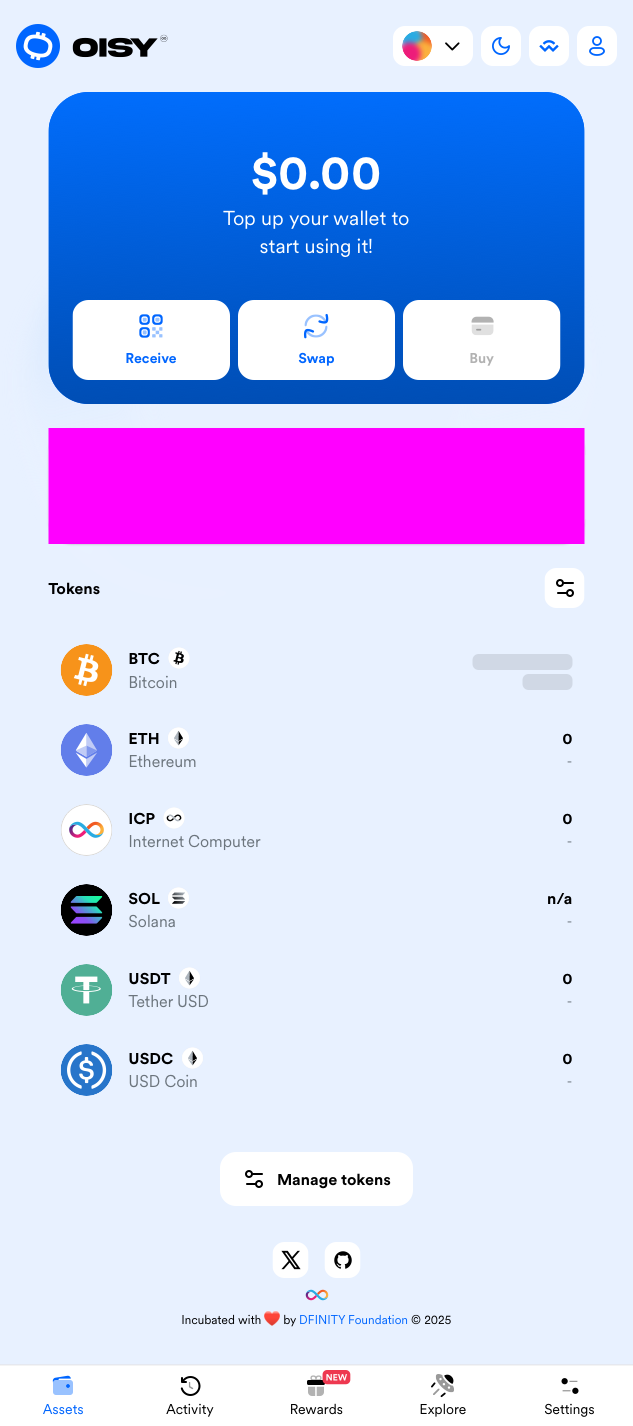 OISY
$0.00
Top up your wallet to
start using it!
Receive
Swap
Buy
Tokens
BTC
Bitcoin
ETH
0
Ethereum
-
ICP
0
Internet Computer
-
SOL
n/a
Solana
-
USDT
0
Tether USD
-
USDC
0
USD Coin
-
Manage tokens
Incubated with ❤️ by DFINITY Foundation © 2025
NEW
Assets
Activity
Rewards
Explore
Settings